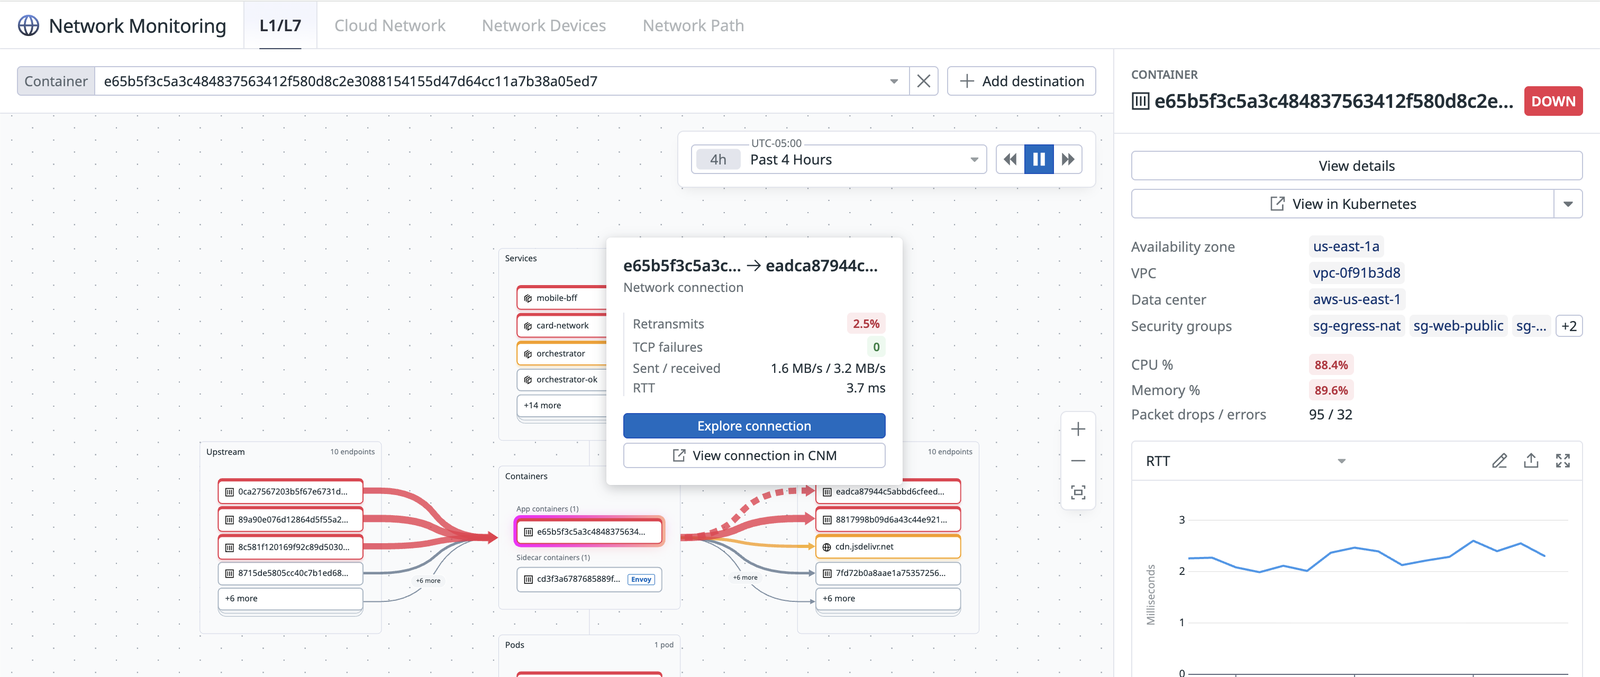 Network Monitoring
L1/L7
Cloud Network
Network Devices
Network Path
Container
e65b5f3c5a3c484837563412f580d8c2e3088154155d47d64cc11a7b38a05ed7
Add destination
UTC-05:00
4h
Past 4 Hours
Services
mobile-bff
card-network
orchestrator
orchestrator-ok
+14 more
e65b5f3c5a3c... → eadca87944c...
Network connection
Retransmits 2.5%
TCP failures 0
Sent / received 1.6 MB/s / 3.2 MB/s
RTT 3.7 ms
Explore connection
View connection in CNM
Upstream 10 endpoints
0ca27567203b5f67e6731d...
89a90e076d12864d5f55a2...
8c581f120169f92c89d5030...
8715de5805cc40c7b1ed68...
+6 more
+6 more
Containers
App containers (1)
e65b5f3c5a3c4848375634...
Sidecar containers (1)
cd3f3a6787685889f... Envoy
+6 more
10 endpoints
eadca87944c5abbd6cfeed...
8817998b09d6a43c44e921...
cdn.jsdelivr.net
7fd72b0a8aae1a75357256...
+6 more
Pods 1 pod
CONTAINER
e65b5f3c5a3c484837563412f580d8c2e...
DOWN
View details
View in Kubernetes
Availability zone us-east-1a
VPC vpc-0f91b3d8
Data center aws-us-east-1
Security groups sg-egress-nat sg-web-public sg-... +2
CPU % 88.4%
Memory % 89.6%
Packet drops / errors 95 / 32
RTT
Milliseconds
3
2
1
0